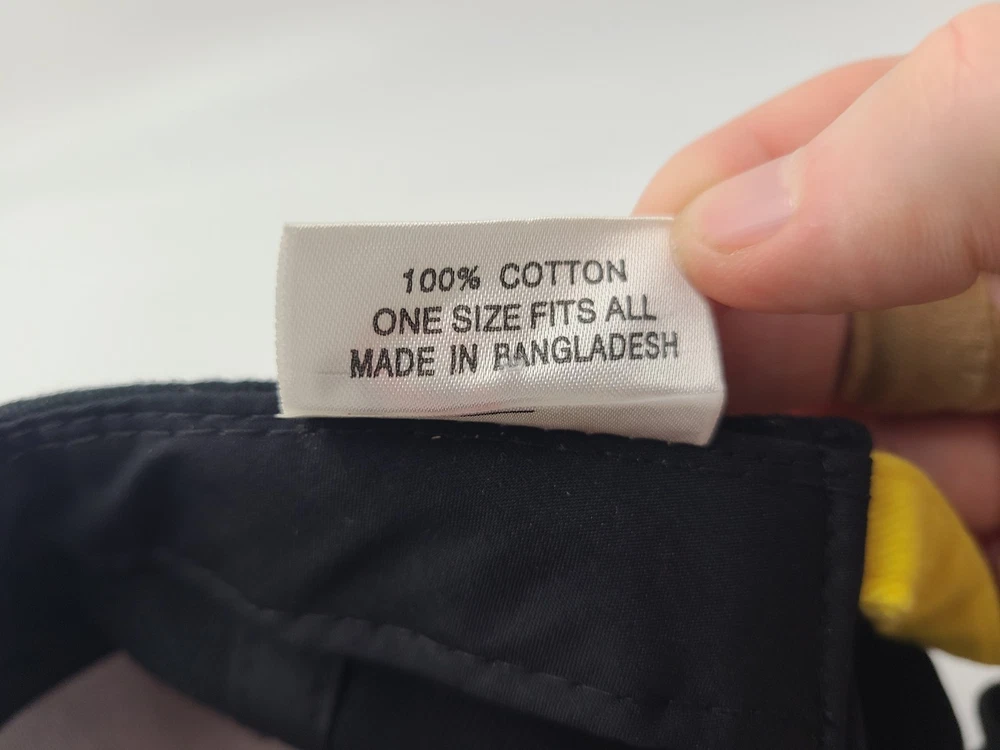 100% COTTON
ONE SIZE FITS ALL
MADE IN BANGLADESH